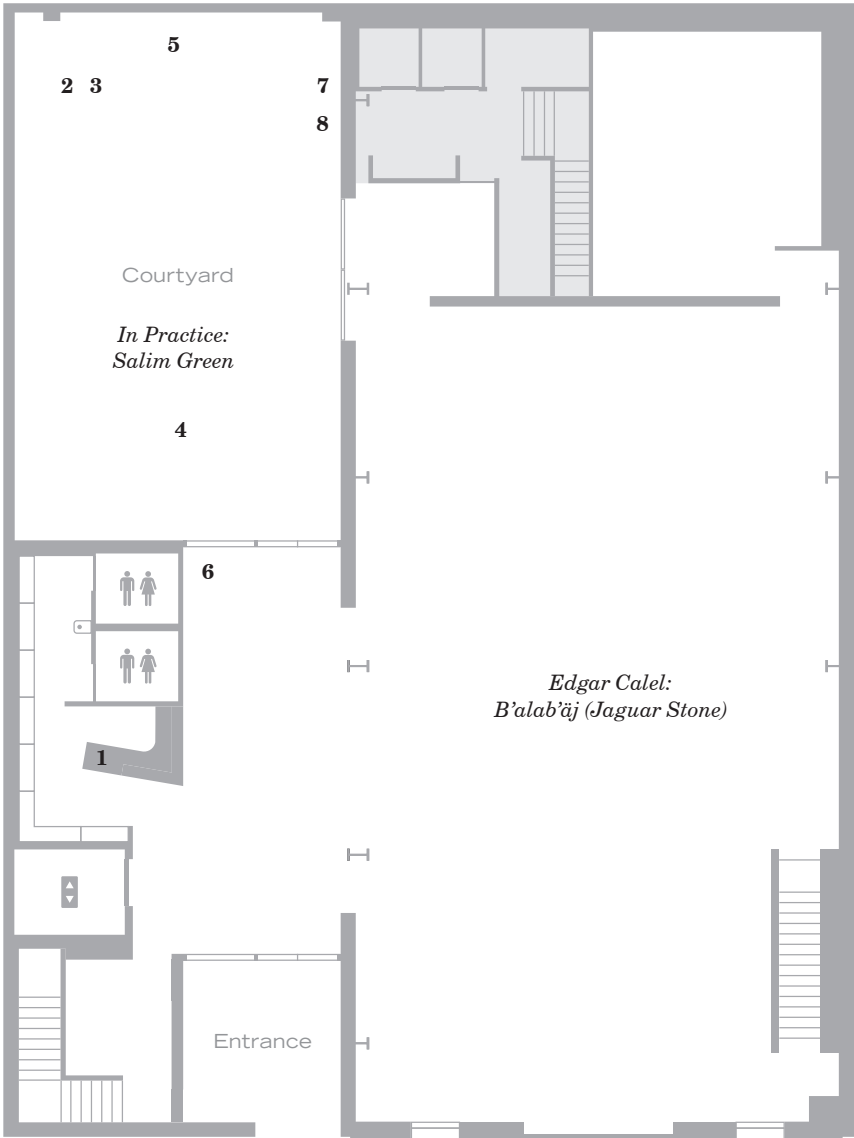 5
2 3 7
8
Courtyard
In Practice:
Salim Green
4
6
Edgar Calel:
B’alab’äj (Jaguar Stone)
1
Entrance